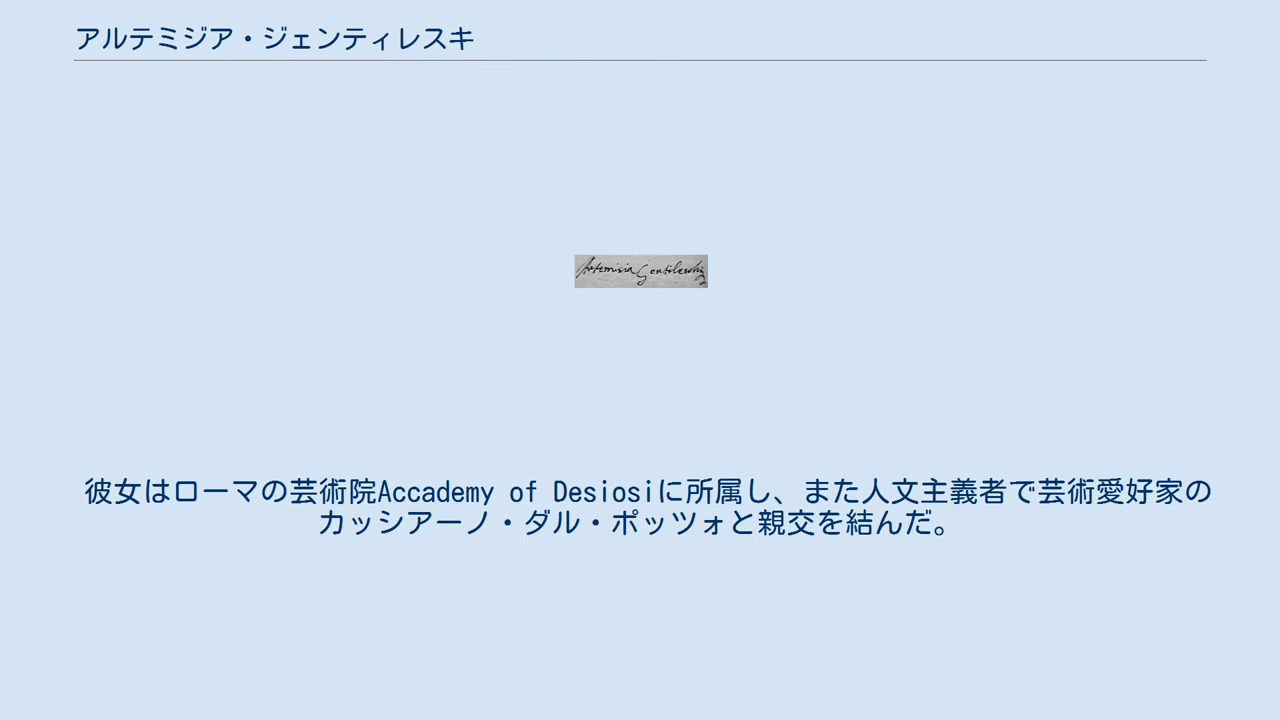 アルテミジア・ジェンティレスキ
Artemisia Gentileschi
彼女はローマの芸術院Accademy of Desiosiに所属し、また人文主義者で芸術愛好家の
カッシアーノ・ダル・ポッツォと親交を結んだ。